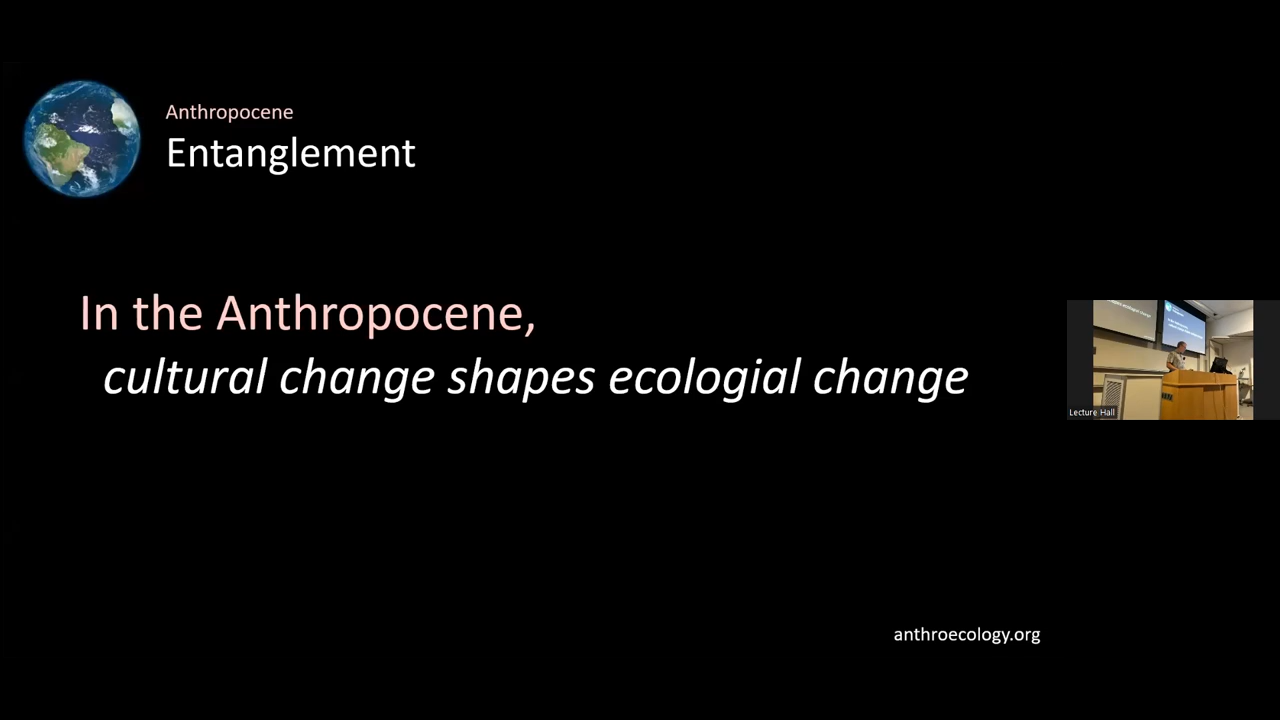 Anthropocene
Entanglement
In the Anthropocene,
cultural change shapes ecologial change
Lecture Hall
anthroecology.org